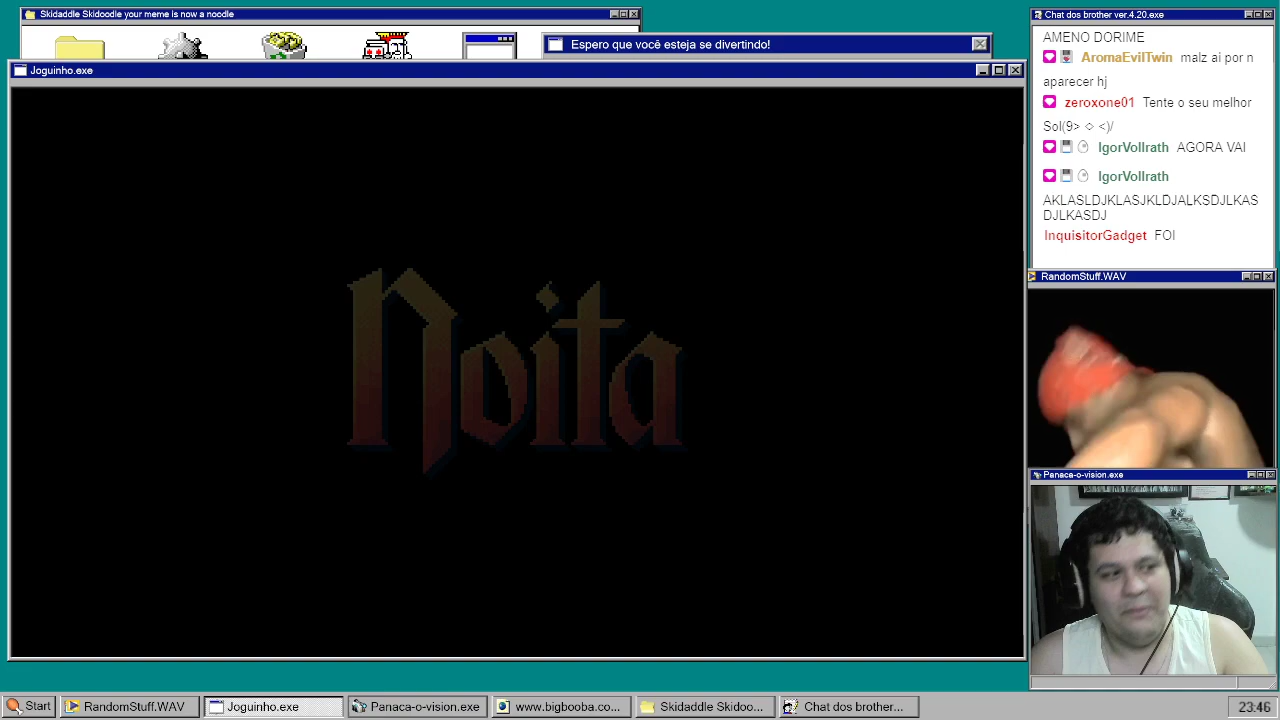 Skidaddle Skidoodle your meme is now a noodle
Espero que você esteja se divertindo!
Joguinho.exe
Noita
Chat dos brother ver.4.20.exe
AMENO DORIME
AromaEvilTwin malz ai por n
aparecer hj
zeroxone01 Tente o seu melhor
Sol(9> ◇ <)/
IgorVollrath AGORA VAI
IgorVollrath
AKLASLDJKLASJKLDJALKSDJLKAS
DJLKASDJ
InquisitorGadget FOI
RandomStuff.WAV
Panaca-o-vision.exe
Start
RandomStuff.WAV
Joguinho.exe
Panaca-o-vision.exe
www.bigbooba.co...
Skidaddle Skidoo...
Chat dos brother...
23:46